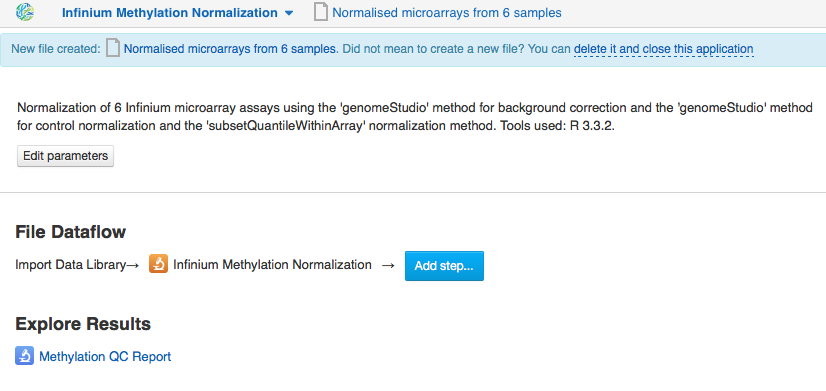 Infinium Methylation Normalization Normalised microarrays from 6 samples
New file created: Normalised microarrays from 6 samples. Did not mean to create a new file? You can delete it and close this application
Normalization of 6 Infinium microarray assays using the 'genomeStudio' method for background correction and the 'genomeStudio' method
for control normalization and the 'subsetQuantileWithinArray' normalization method. Tools used: R 3.3.2.
Edit parameters
File Dataflow
Import Data Library→ Infinium Methylation Normalization → Add step...
Explore Results
Methylation QC Report